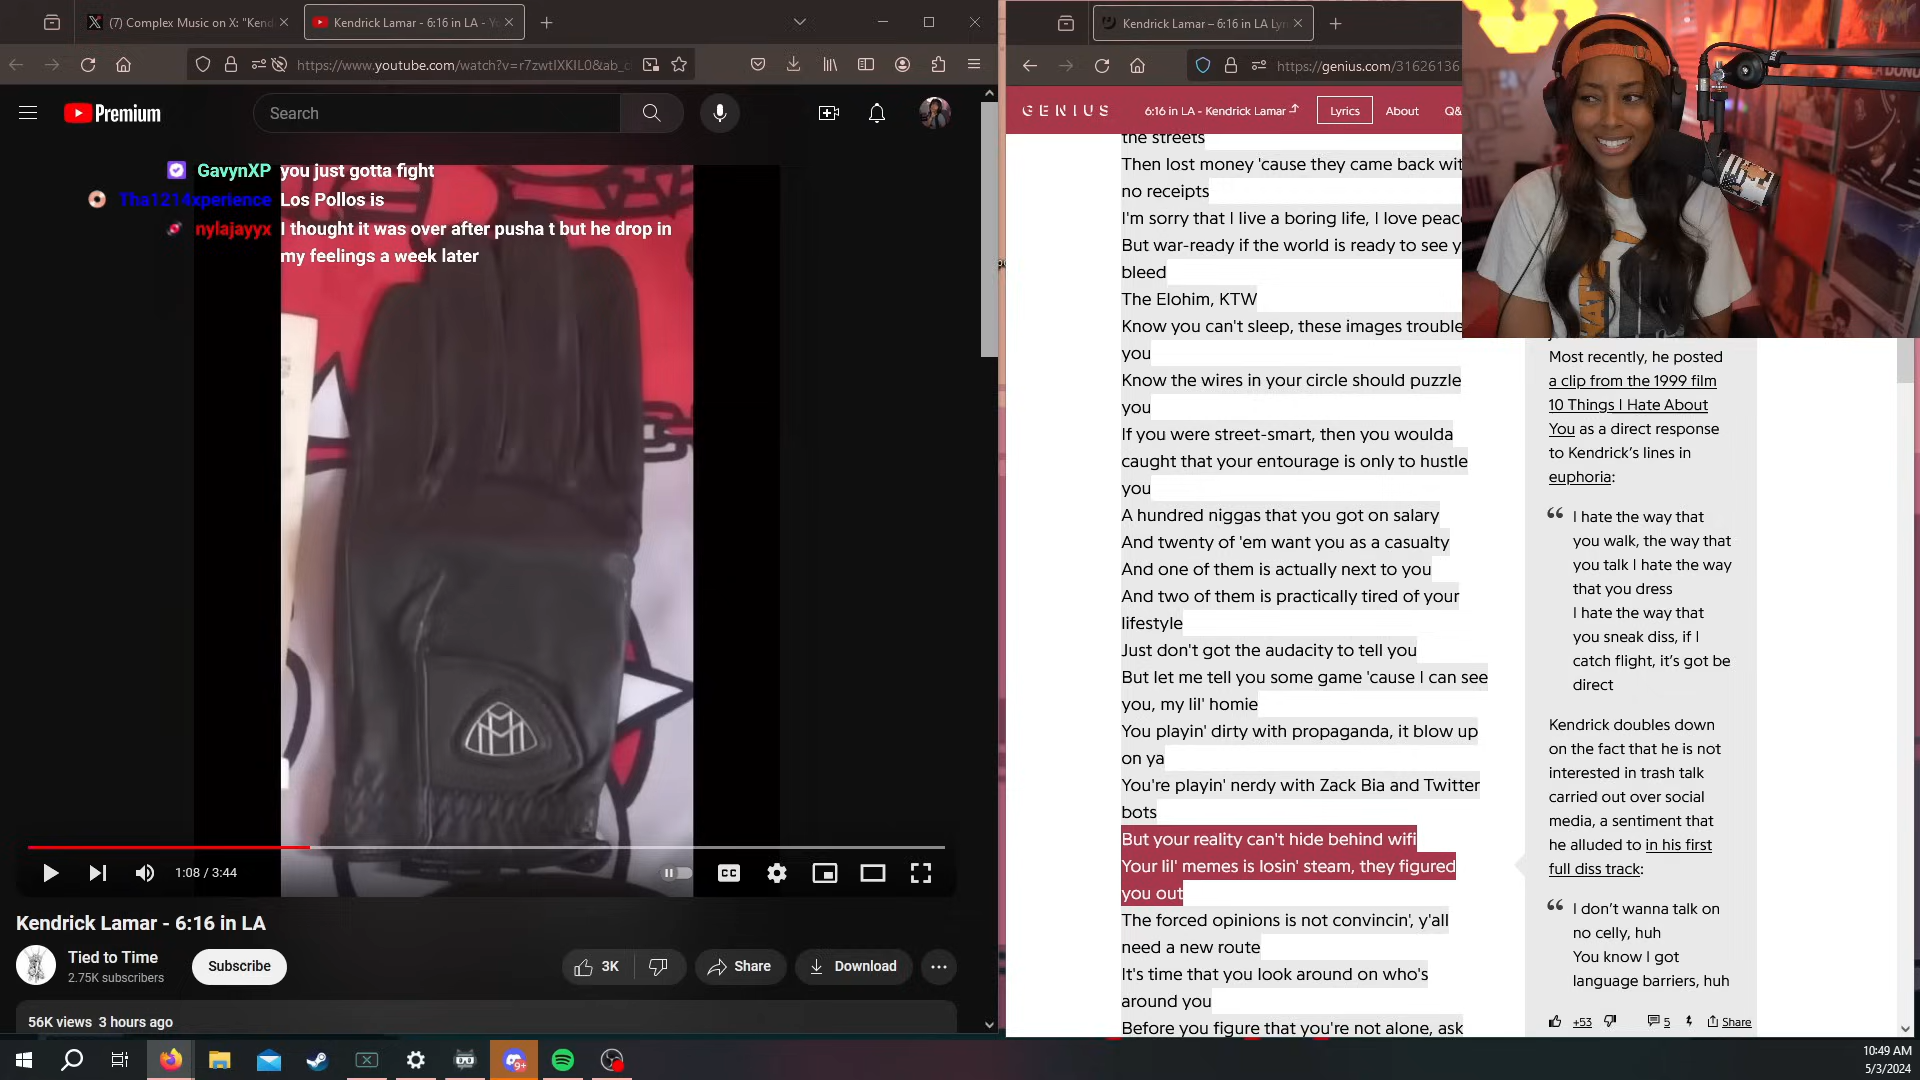 (7) Complex Music on X: "Kend
Kendrick Lamar - 6:16 in LA - Y
https://www.youtube.com/watch?v=r7zwtIXKIL0&ab_c
Premium
Search
GavynXP you just gotta fight
Tha1214xperience Los Pollos is
nylajayyx I thought it was over after pusha t but he drop in
my feelings a week later
1:08 / 3:44
CC
Kendrick Lamar - 6:16 in LA
Tied to Time
2.75K subscribers
Subscribe
3K
Share
Download
56K views 3 hours ago
Kendrick Lamar – 6:16 in LA Lyri
https://genius.com/31626136
GENIUS
6:16 in LA - Kendrick Lamar
Lyrics
About
Q&
the streets
Then lost money 'cause they came back wit
no receipts
I'm sorry that I live a boring life, I love peac
But war-ready if the world is ready to see y
bleed
The Elohim, KTW
Know you can't sleep, these images trouble
you
Know the wires in your circle should puzzle
you
If you were street-smart, then you woulda
caught that your entourage is only to hustle
you
A hundred niggas that you got on salary
And twenty of 'em want you as a casualty
And one of them is actually next to you
And two of them is practically tired of your
lifestyle
Just don't got the audacity to tell you
But let me tell you some game 'cause I can see
you, my lil' homie
You playin' dirty with propaganda, it blow up
on ya
You're playin' nerdy with Zack Bia and Twitter
bots
But your reality can't hide behind wifi
Your lil' memes is losin' steam, they figured
you out
The forced opinions is not convincin', y'all
need a new route
It's time that you look around on who's
around you
Before you figure that you're not alone, ask
Most recently, he posted
a clip from the 1999 film
10 Things I Hate About
You as a direct response
to Kendrick's lines in
euphoria:
“ I hate the way that
you walk, the way that
you talk I hate the way
that you dress
I hate the way that
you sneak diss, if I
catch flight, it's got be
direct
Kendrick doubles down
on the fact that he is not
interested in trash talk
carried out over social
media, a sentiment that
he alluded to in his first
full diss track:
“ I don't wanna talk on
no celly, huh
You know I got
language barriers, huh
+53
5
Share
9+
10:49 AM
5/3/2024